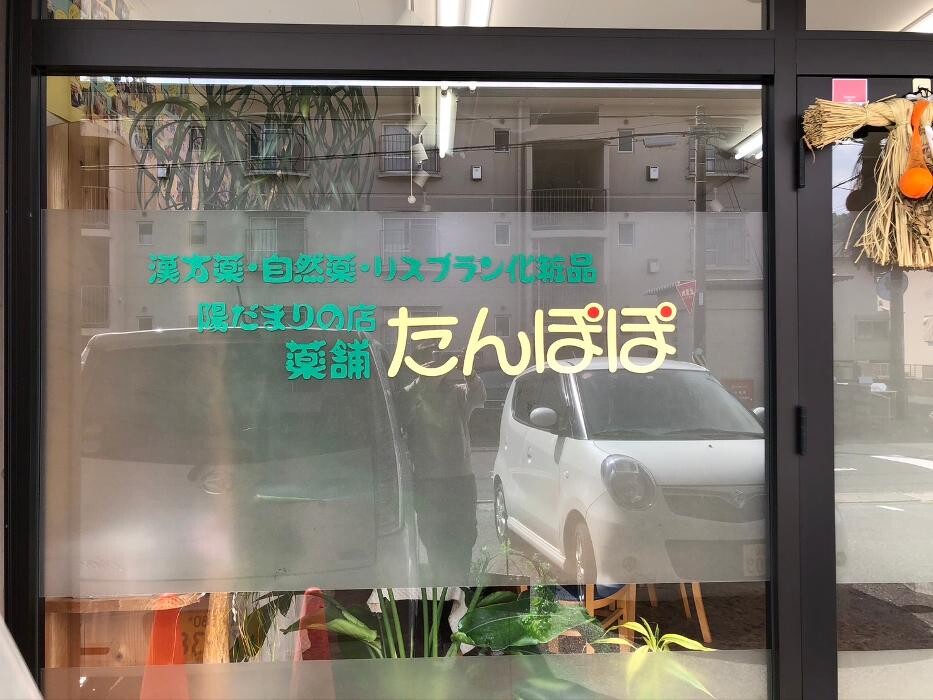 漢方薬・自然薬・リスブラン化粧品
陽だまりの店
薬舗 たんぽぽ